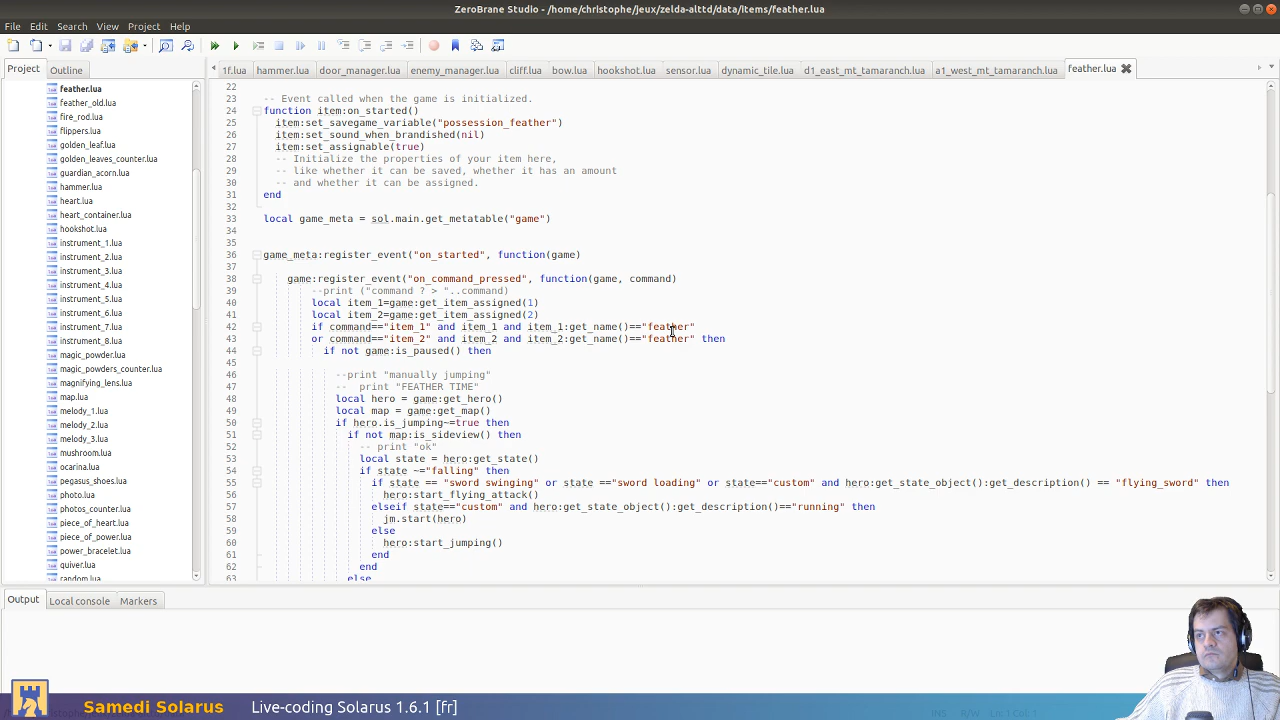 ZeroBrane Studio - /home/christophe/jeux/zelda-alttd/data/items/feather.lua
File Edit Search View Project Help
Project Outline
1f.lua hammer.lua door_manager.lua enemy_manager.lua cliff.lua bow.lua hookshot.lua sensor.lua dynamic_tile.lua d1_east_mt_tamaranch.lua a1_west_mt_tamaranch.lua feather.lua
feather.lua
feather_old.lua
fire_rod.lua
flippers.lua
golden_leaf.lua
golden_leaves_counter.lua
guardian_acorn.lua
hammer.lua
heart.lua
heart_container.lua
hookshot.lua
instrument_1.lua
instrument_2.lua
instrument_3.lua
instrument_4.lua
instrument_5.lua
instrument_6.lua
instrument_7.lua
instrument_8.lua
magic_powder.lua
magic_powders_counter.lua
magnifying_lens.lua
map.lua
melody_1.lua
melody_2.lua
melody_3.lua
mushroom.lua
ocarina.lua
pegasus_shoes.lua
photo.lua
photos_counter.lua
piece_of_heart.lua
piece_of_power.lua
power_bracelet.lua
quiver.lua
random.lua
22
23 -- Event called when the game is initialized.
24 function item:on_started()
25 item:set_savegame_variable("possession_feather")
26 item:set_sound_when_brandished(nil)
27 item:set_assignable(true)
28 -- Initialize the properties of your item here,
29 -- like whether it can be saved, whether it has an amount
30 -- and whether it can be assigned.
31 end
32
33 local game_meta = sol.main.get_metatable("game")
34
35
36 game_meta:register_event("on_started", function(game)
37
38 game:register_event("on_command_pressed", function(game, command)
39 -- print ("command ? > "..command)
40 local item_1=game:get_item_assigned(1)
41 local item_2=game:get_item_assigned(2)
42 if command=="item_1" and item_1 and item_1:get_name()=="feather"
43 or command=="item_2" and item_2 and item_2:get_name()=="feather" then
44 if not game:is_paused() then
45
46 --print "manually jumping"
47 -- print "FEATHER TIME"
48 local hero = game:get_hero()
49 local map = game:get_map()
50 if hero.is_jumping~=true then
51 if not map:is_sideview() then
52 -- print "ok"
53 local state = hero:get_state()
54 if state ~="falling" then
55 if state == "sword swinging" or state =="sword loading" or state=="custom" and hero:get_state_object():get_description() == "flying_sword" then
56 hero:start_flying_attack()
57 elseif state=="custom" and hero:get_state_object():get_description()=="running" then
58 jm.start(hero)
59 else
60 hero:start_jumping()
61 end
62 end
63 else
Output Local console Markers
INS R/W Ln:1 Col:1
Samedi Solarus Live-coding Solarus 1.6.1 [fr]